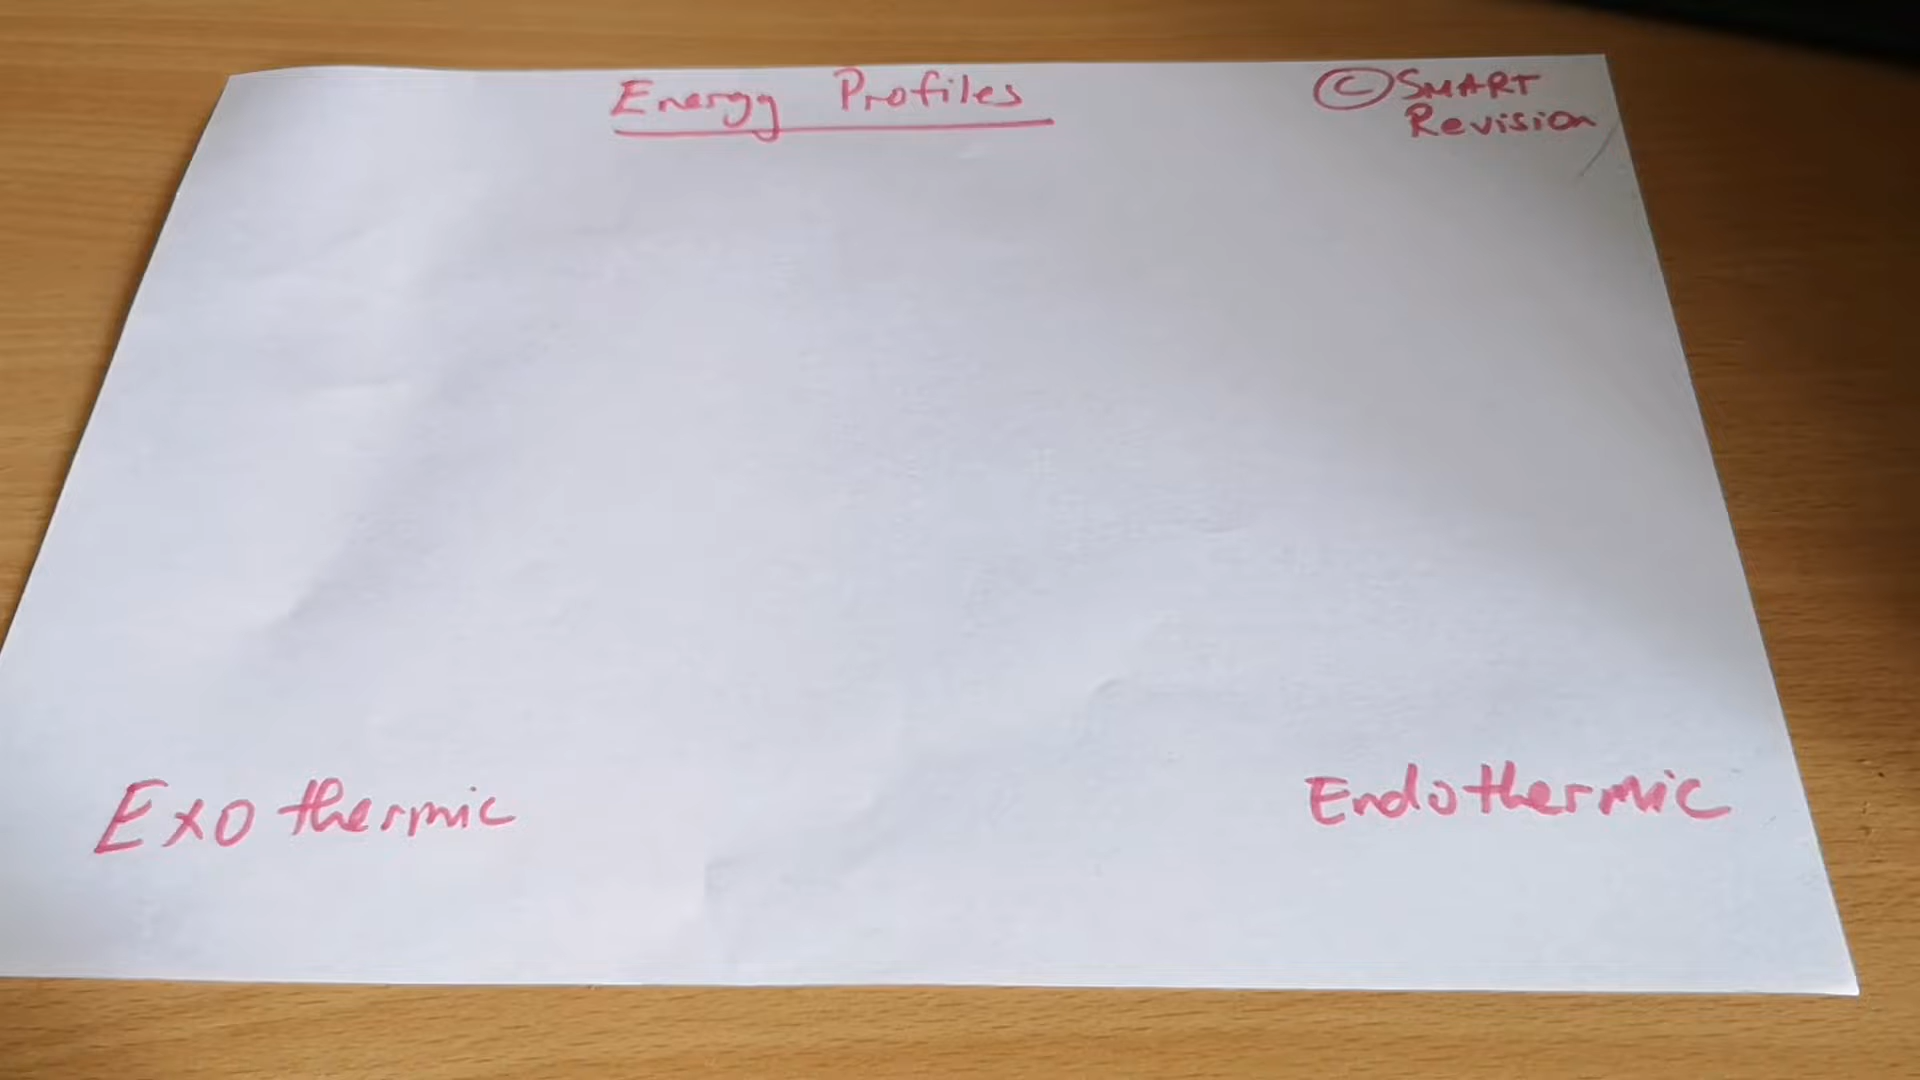 Energy Profiles
© SMART
Revision
Exothermic
Endothermic